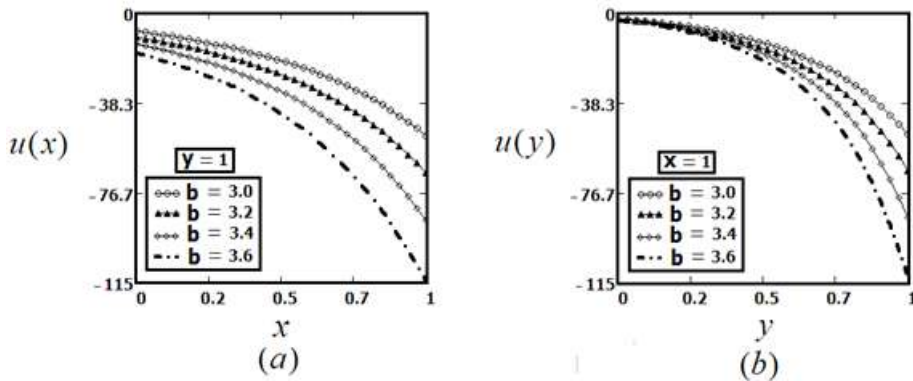 0
-38.3
-76.7
-115
u(x)
y = 1
b = 3.0
b = 3.2
b = 3.4
b = 3.6
0
0.2
0.5
0.7
1
x
(a)
0
-38.3
-76.7
-115
u(y)
x = 1
b = 3.0
b = 3.2
b = 3.4
b = 3.6
0
0.2
0.5
0.7
1
y
(b)